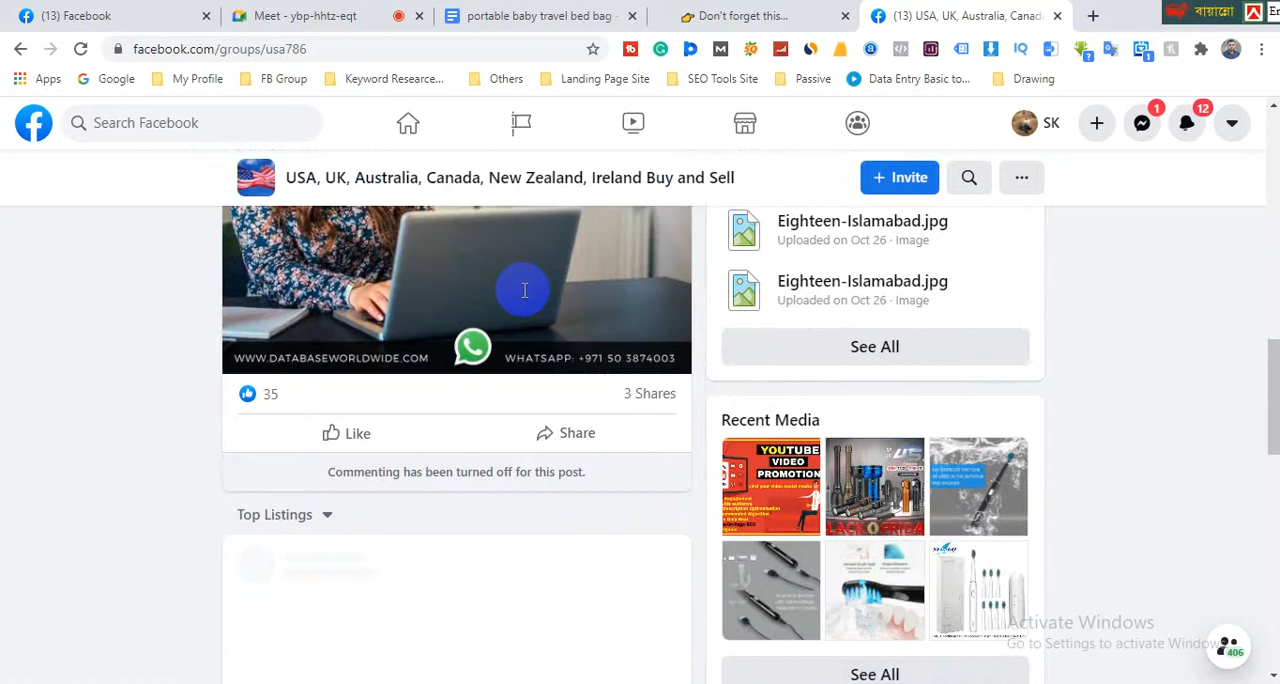 (13) Facebook
Meet - ybp-hhtz-eqt
portable baby travel bed bag -
Don't forget this...
(13) USA, UK, Australia, Canad
বায়ান্নো
En
facebook.com/groups/usa786
Apps
Google
My Profile
FB Group
Keyword Researce...
Others
Landing Page Site
SEO Tools Site
Passive
Data Entry Basic to...
Drawing
Search Facebook
SK
1
12
USA, UK, Australia, Canada, New Zealand, Ireland Buy and Sell
+ Invite
Eighteen-Islamabad.jpg
Uploaded on Oct 26 · Image
Eighteen-Islamabad.jpg
Uploaded on Oct 26 · Image
See All
WWW.DATABASEWORLDWIDE.COM
WHATSAPP: +971 50 3874003
35
3 Shares
Like
Share
Commenting has been turned off for this post.
Top Listings
Recent Media
YOUTUBE
VIDEO
PROMOTION
See All
Activate Windows
Go to Settings to activate Window
406